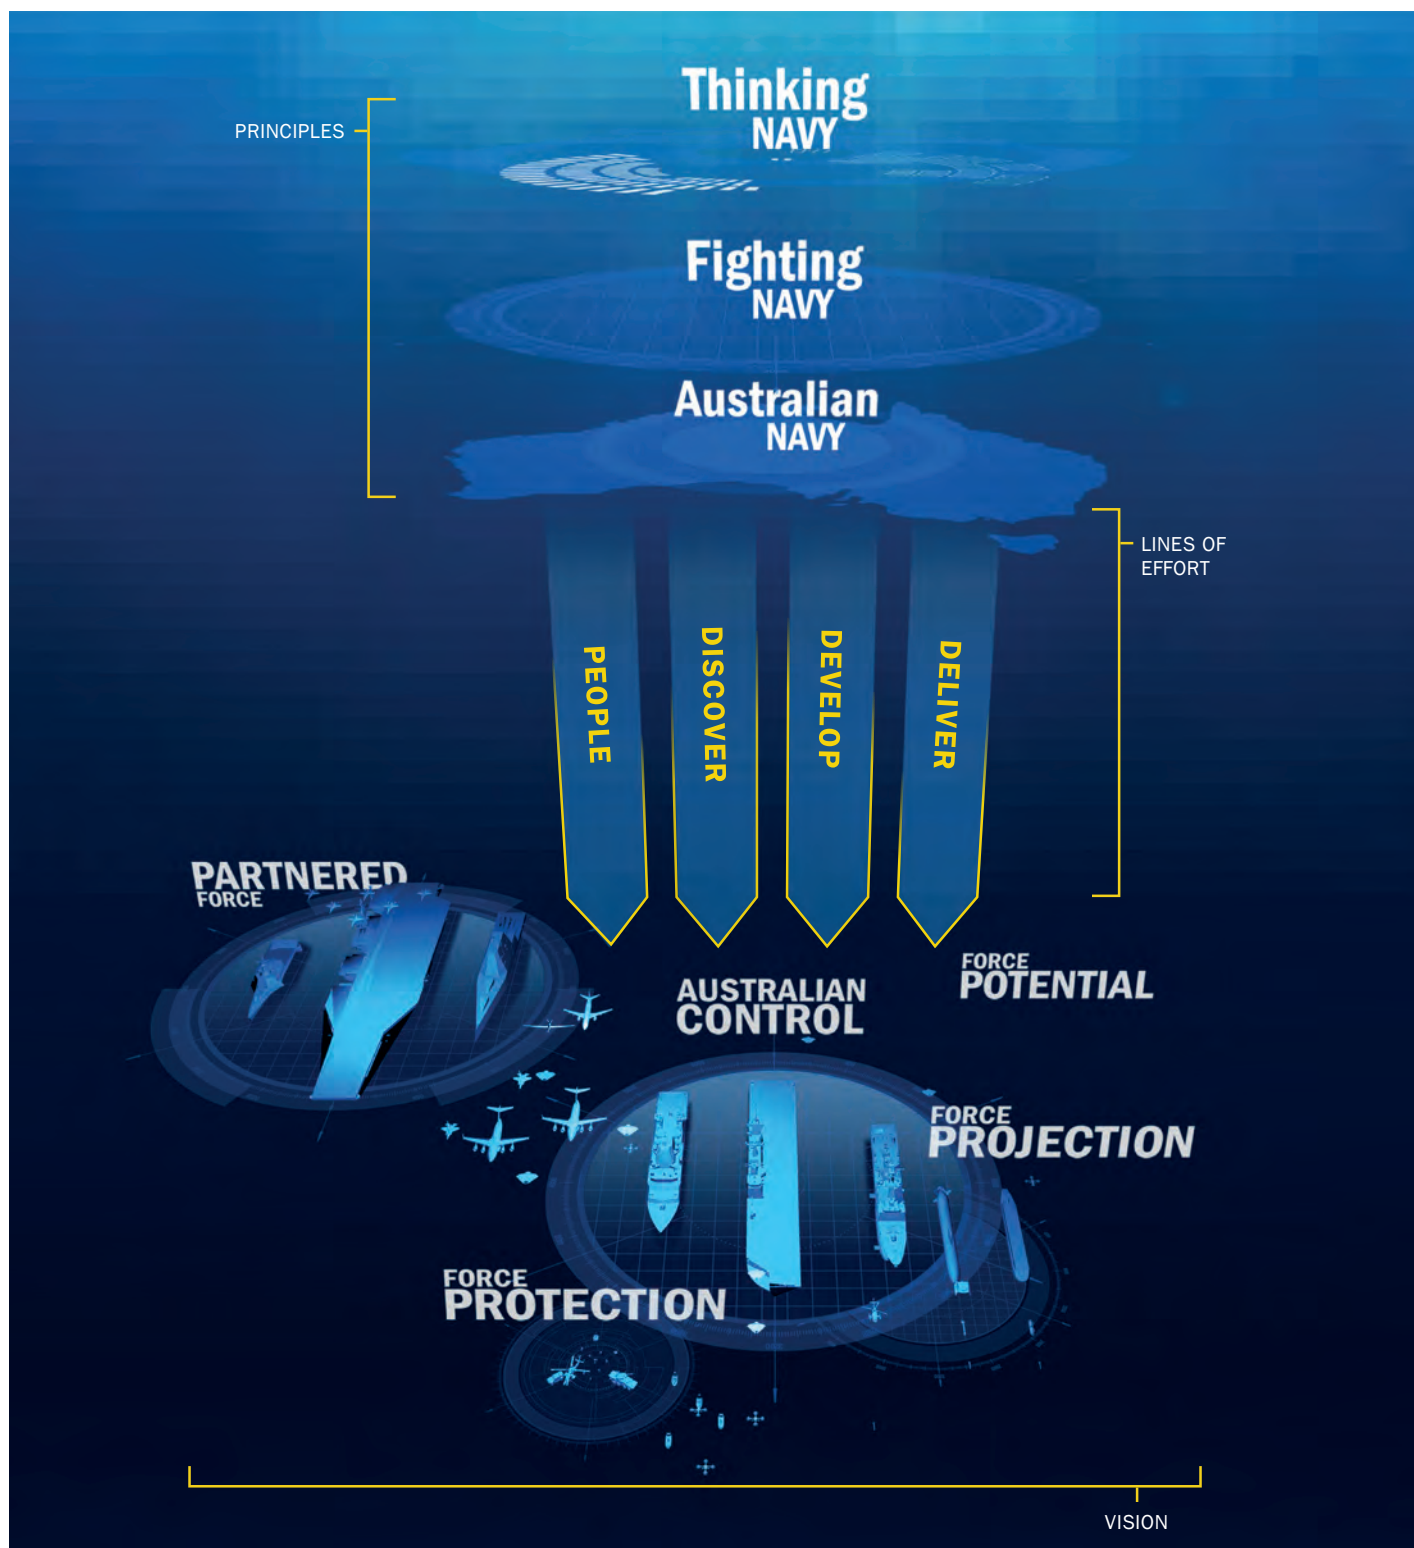 Thinking
NAVY
PRINCIPLES
Fighting
NAVY
Australian
NAVY
LINES OF
EFFORT
PEOPLE
DISCOVER
DEVELOP
DELIVER
PARTNERED
FORCE
FORCE
POTENTIAL
AUSTRALIAN
CONTROL
FORCE
PROJECTION
FORCE
PROTECTION
VISION